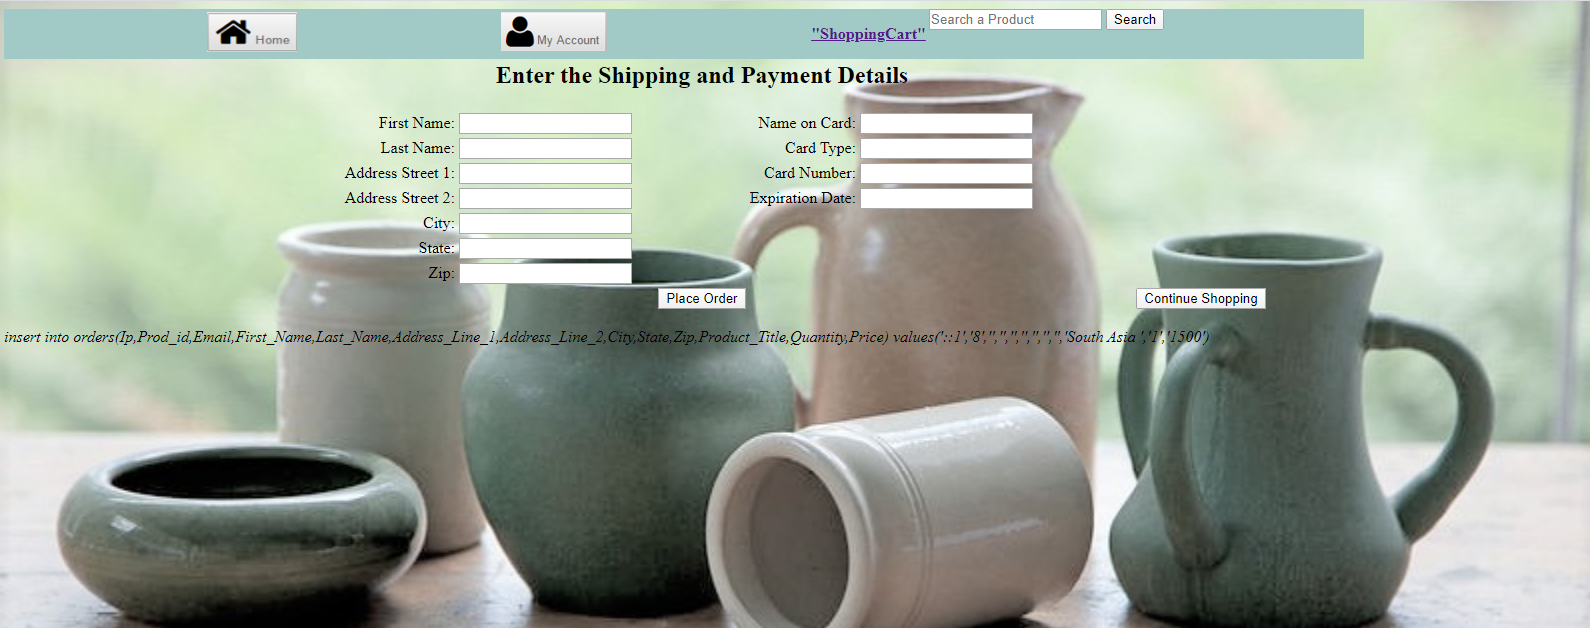 Home My Account "ShoppingCart" Search a Product Search
Enter the Shipping and Payment Details
First Name: Name on Card:
Last Name: Card Type:
Address Street 1: Card Number:
Address Street 2: Expiration Date:
City:
State:
Zip:
Place Order Continue Shopping
insert into orders(Ip,Prod_id,Email,First_Name,Last_Name,Address_Line_1,Address_Line_2,City,State,Zip,Product_Title,Quantity,Price) values('::1','8','','','','','','','','South Asia ','1','1500')